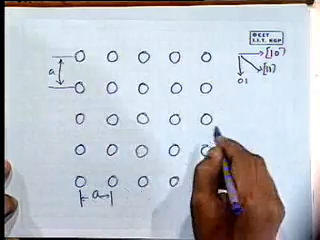 © CET
I.I.T. KGP
[10]
a
[11]
01
a